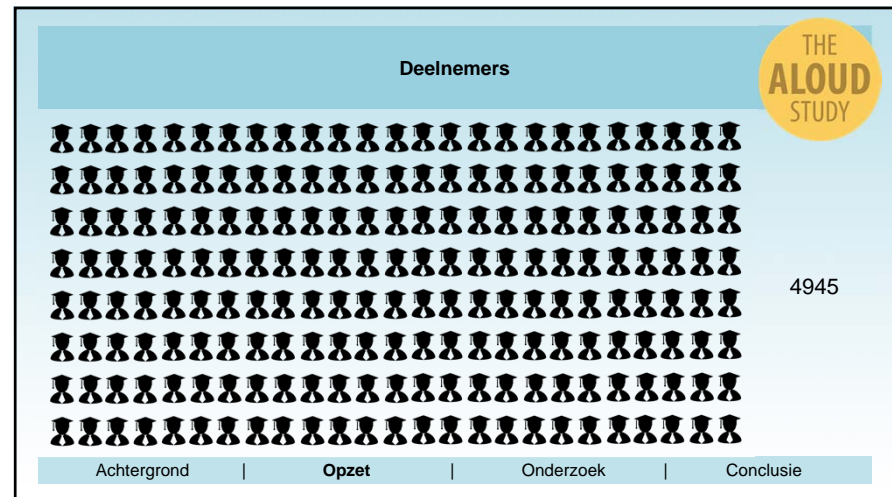 Deelnemers
THE
ALOUD
STUDY
4945
Achtergrond | Opzet | Onderzoek | Conclusie